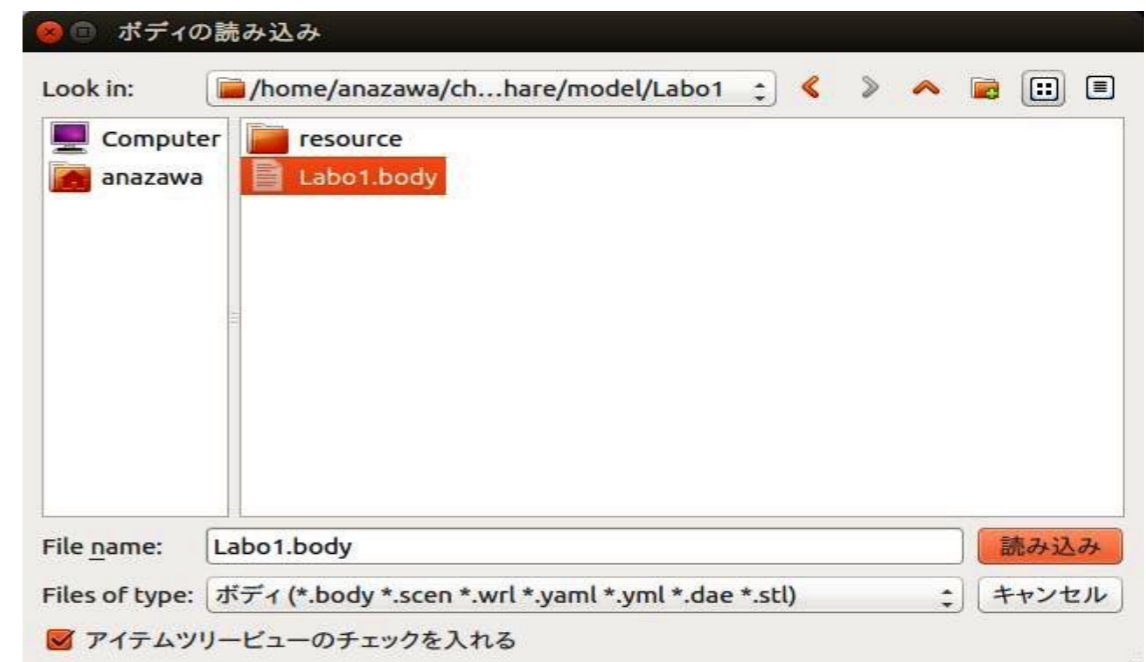 ボディの読み込み
Look in: /home/anazawa/ch...hare/model/Labo1
Computer
anazawa
resource
Labo1.body
File name: Labo1.body 読み込み
Files of type: ボディ (*.body *.scen *.wrl *.yaml *.yml *.dae *.stl) キャンセル
アイテムツリービューのチェックを入れる